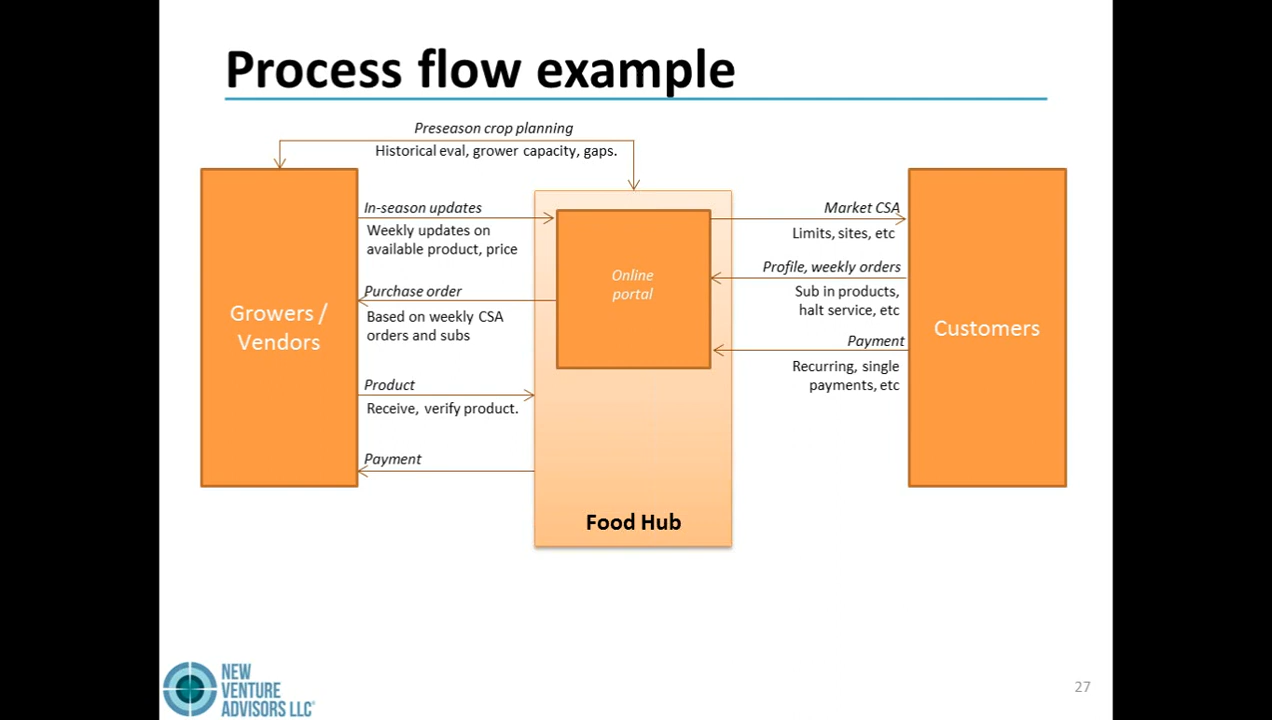 Process flow example
Preseason crop planning
Historical eval, grower capacity, gaps.
Growers /
Vendors
In-season updates
Weekly updates on
available product, price
Purchase order
Based on weekly CSA
orders and subs
Product
Receive, verify product.
Payment
Online
portal
Food Hub
Market CSA
Limits, sites, etc
Profile, weekly orders
Sub in products,
halt service, etc
Payment
Recurring, single
payments, etc
Customers
NEW
VENTURE
ADVISORS LLC
27